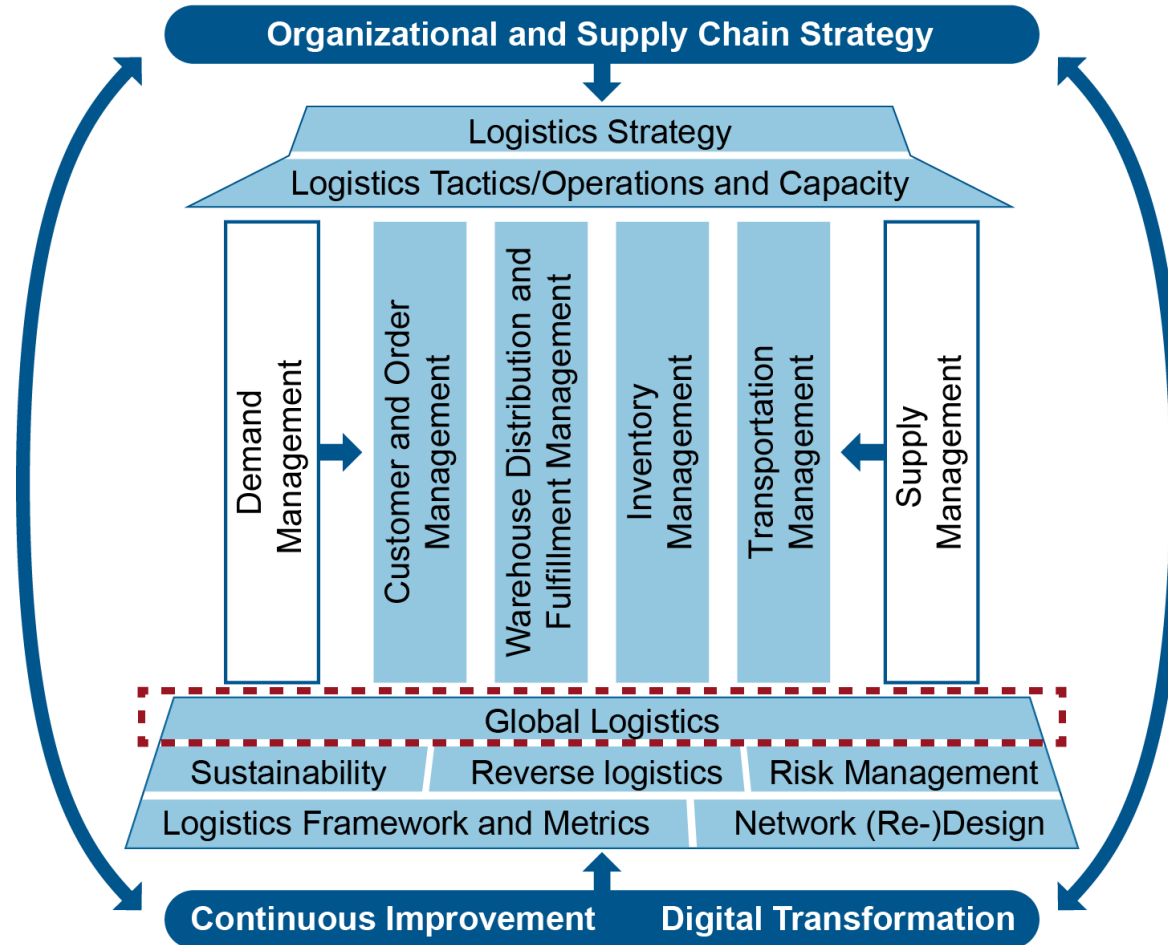 Organizational and Supply Chain Strategy
Logistics Strategy
Logistics Tactics/Operations and Capacity
Demand
Management
Customer and Order
Management
Warehouse Distribution and
Fulfillment Management
Inventory
Management
Transportation
Management
Supply
Management
Global Logistics
Sustainability
Reverse logistics
Risk Management
Logistics Framework and Metrics
Network (Re-)Design
Continuous Improvement
Digital Transformation